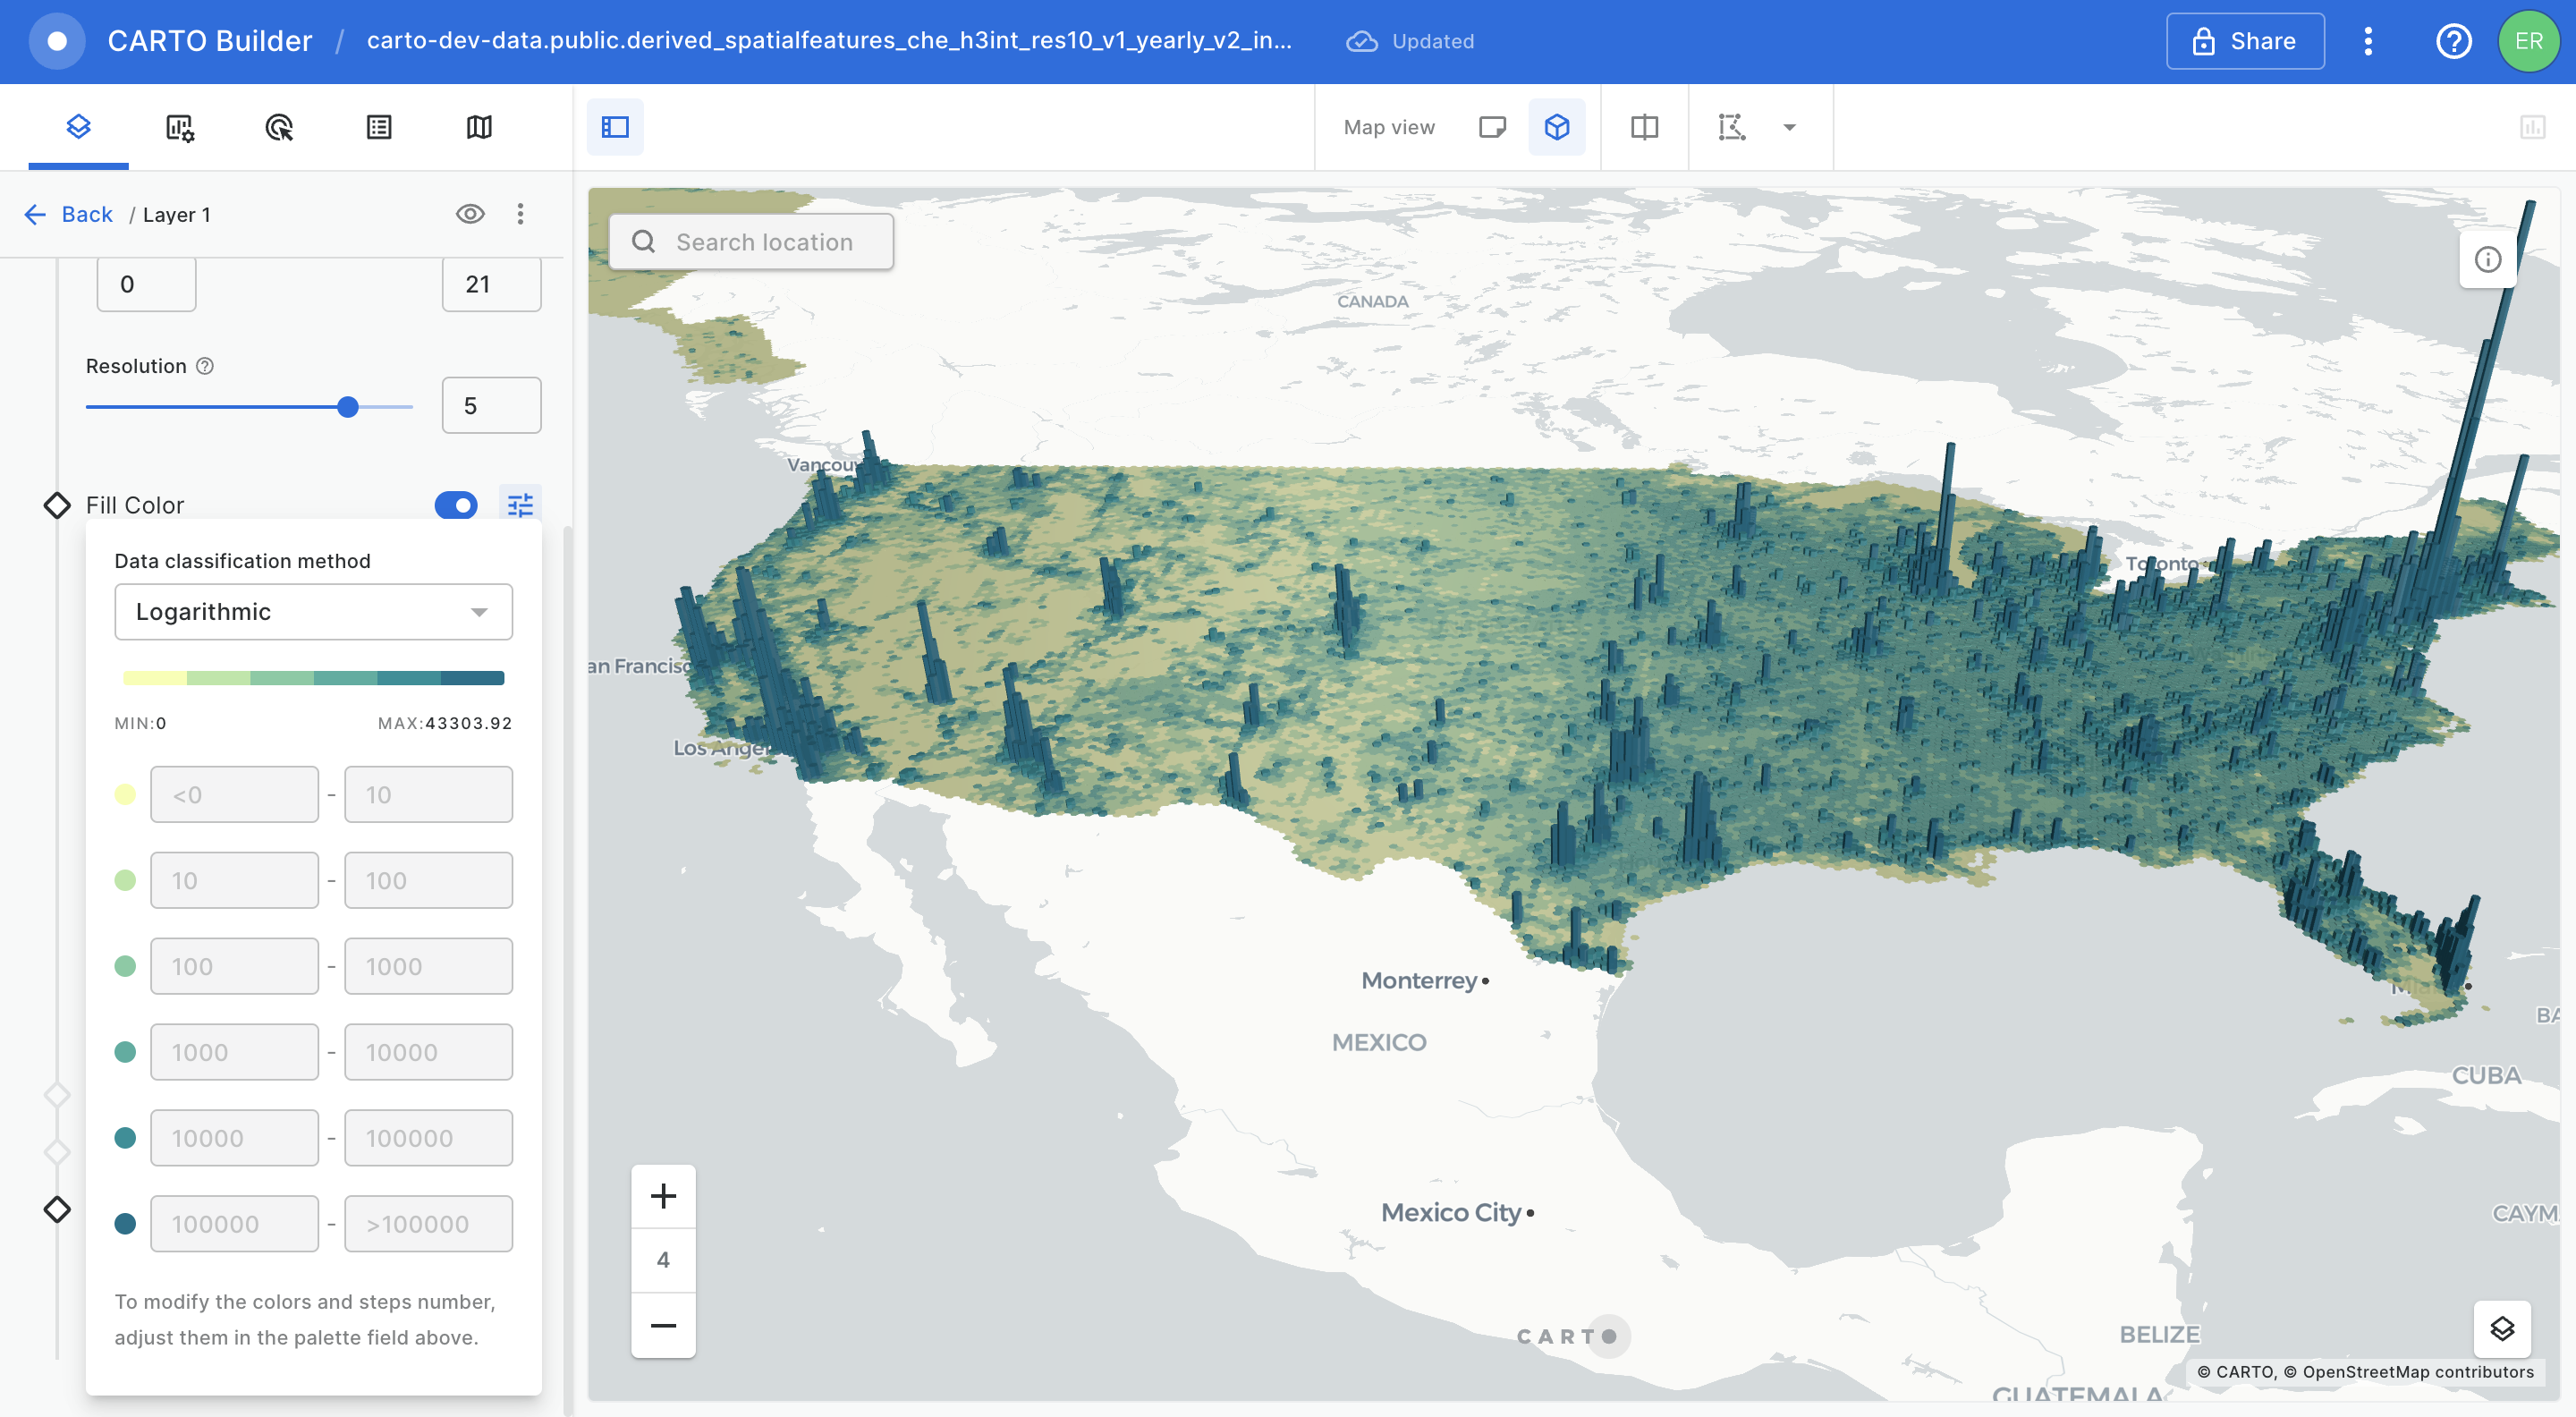 CARTO Builder / carto-dev-data.public.derived_spatialfeatures_che_h3int_res10_v1_yearly_v2_in... Updated
Share
ER
Map view
Back / Layer 1
0 21
Resolution
5
Fill Color
Data classification method
Logarithmic
MIN:0 MAX:43303.92
<0 - 10
10 - 100
100 - 1000
1000 - 10000
10000 - 100000
100000 - >100000
To modify the colors and steps number,
adjust them in the palette field above.
Search location
CANADA
Vancouv
Toronto
an Francisc
Los Angel
Monterrey
MEXICO
BA
CUBA
Mexico City
CAYM
BELIZE
GUATEMALA
+
4
−
CARTO
© CARTO, © OpenStreetMap contributors